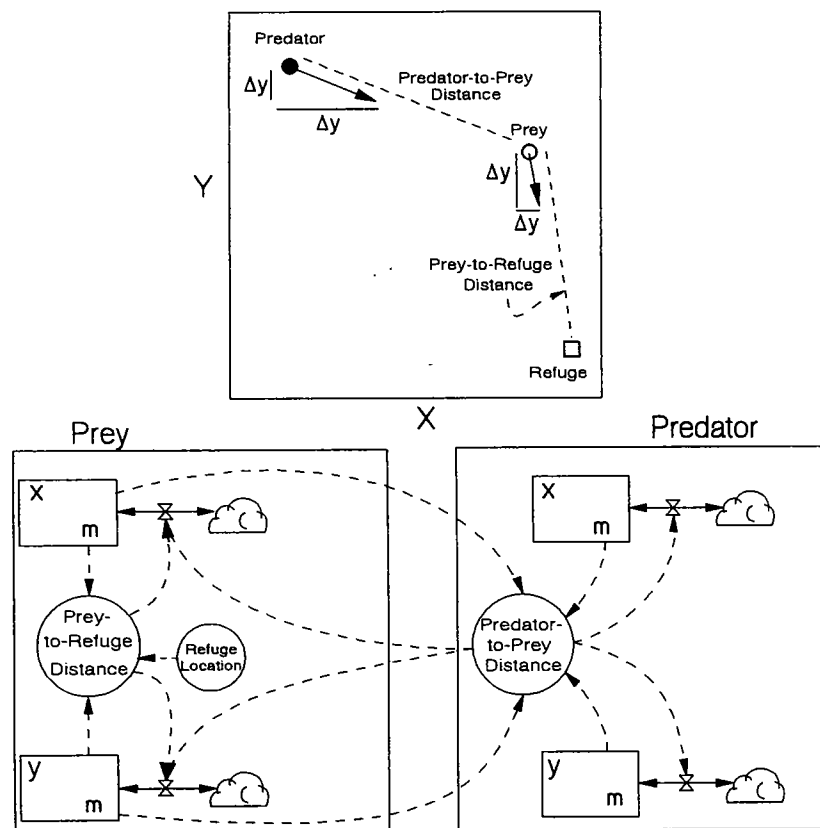 Predator
Δy
Δy
Predator-to-Prey
Distance
Prey
Δy
Δy
Y
Prey-to-Refuge
Distance
Refuge
X
Prey
x
m
Prey-
to-Refuge
Distance
Refuge
Location
y
m
Predator
x
m
Predator-
to-Prey
Distance
y
m